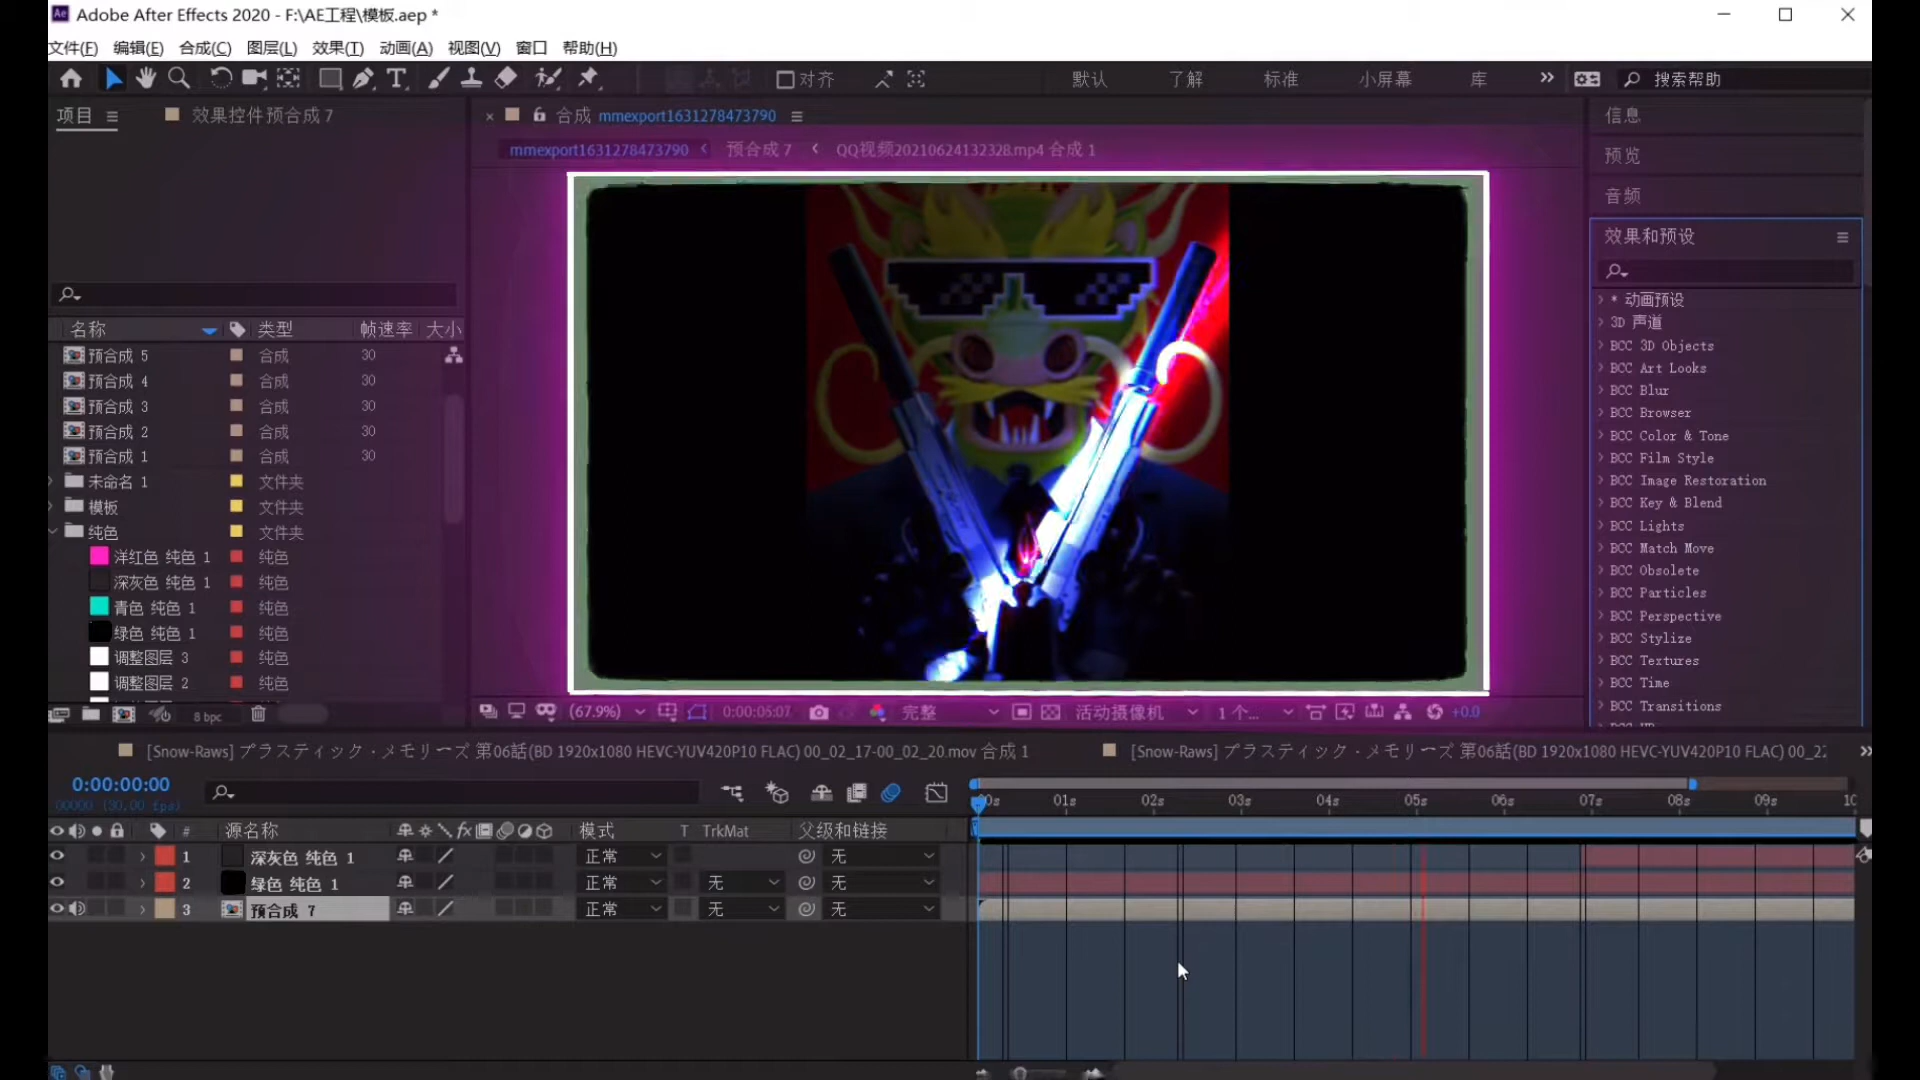 Adobe After Effects 2020 - F:\AE工程\模板.aep *
文件(F) 编辑(E) 合成(C) 图层(L) 效果(T) 动画(A) 视图(V) 窗口 帮助(H)
对齐 默认 了解 标准 小屏幕 库 » 搜索帮助
项目 效果控件预合成 7
合成 mmexport1631278473790
mmexport1631278473790 ‹ 预合成 7 ‹ QQ视频20210624132328.mp4 合成 1
名称 类型 帧速率 大小
预合成 5 合成 30
预合成 4 合成 30
预合成 3 合成 30
预合成 2 合成 30
预合成 1 合成 30
未命名 1 文件夹
模板 文件夹
纯色 文件夹
洋红色 纯色 1 纯色
深灰色 纯色 1 纯色
青色 纯色 1 纯色
绿色 纯色 1 纯色
调整图层 3 纯色
调整图层 2 纯色
8 bpc
(67.9%) 0:00:05:07 完整 活动摄像机 1 个... +0.0
信息
预览
音频
效果和预设
* 动画预设
3D 声道
BCC 3D Objects
BCC Art Looks
BCC Blur
BCC Browser
BCC Color & Tone
BCC Film Style
BCC Image Restoration
BCC Key & Blend
BCC Lights
BCC Match Move
BCC Obsolete
BCC Particles
BCC Perspective
BCC Stylize
BCC Textures
BCC Time
BCC Transitions
[Snow-Raws] プラスティック・メモリーズ 第06話(BD 1920x1080 HEVC-YUV420P10 FLAC) 00_02_17-00_02_20.mov 合成 1
[Snow-Raws] プラスティック・メモリーズ 第06話(BD 1920x1080 HEVC-YUV420P10 FLAC) 00_22 »
0:00:00:00
00000 (30.00 fps)
01s 02s 03s 04s 05s 06s 07s 08s 09s 10
# 源名称 fx 模式 T TrkMat 父级和链接
1 深灰色 纯色 1 正常 无
2 绿色 纯色 1 正常 无 无
3 预合成 7 正常 无 无